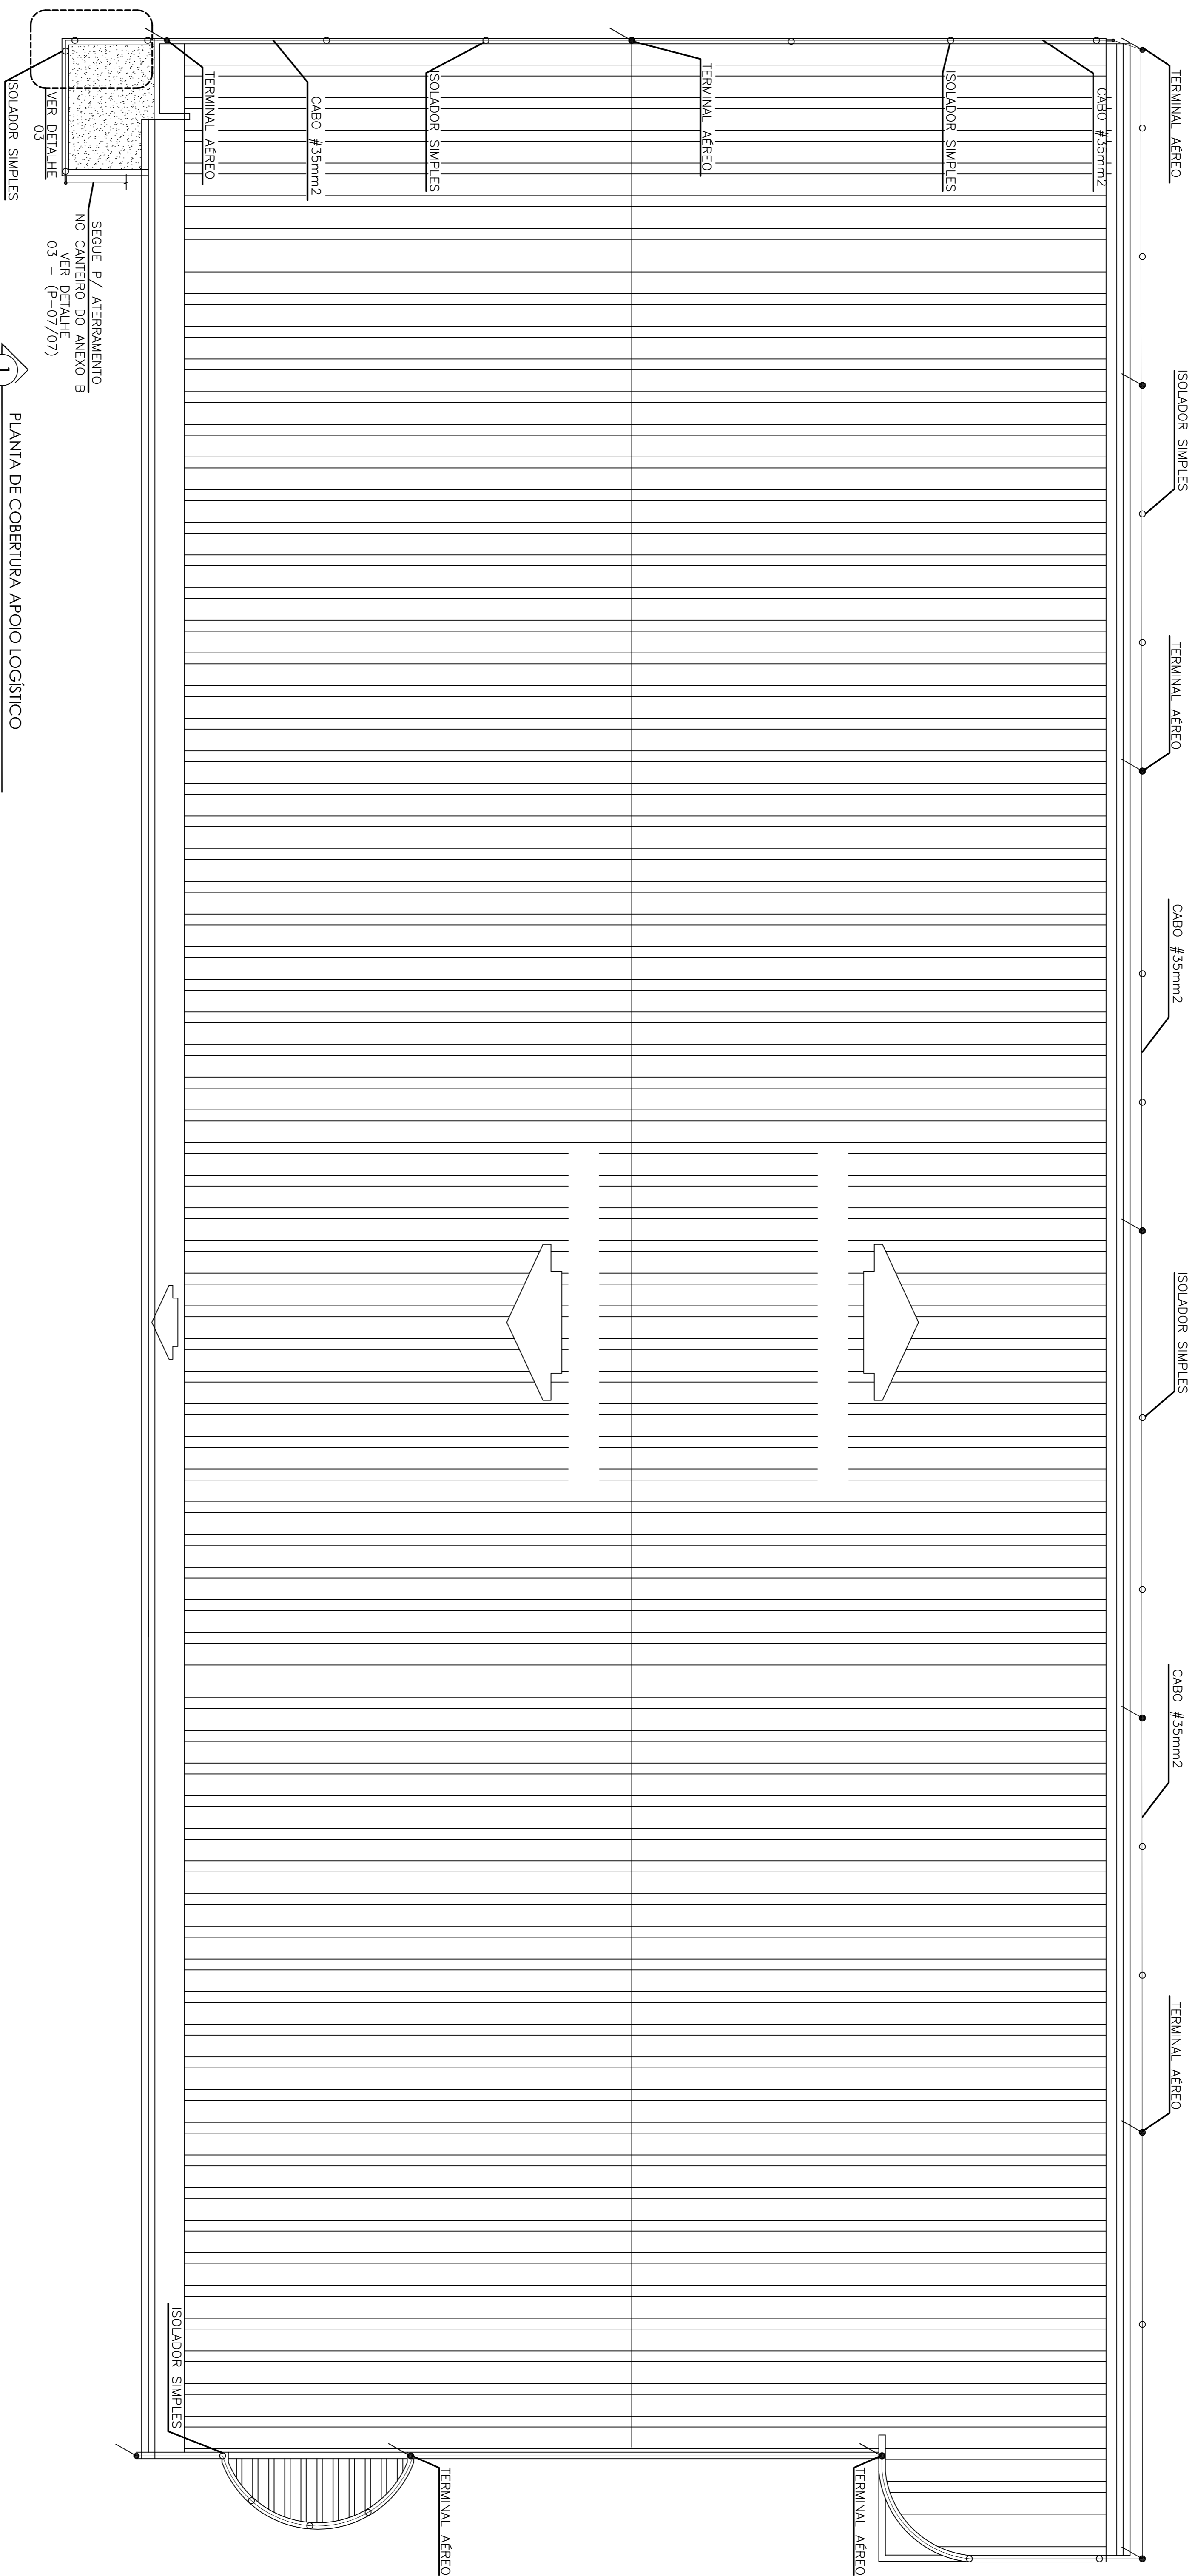 TERMINAL AÉREO
ISOLADOR SIMPLES
TERMINAL AÉREO
CABO #35mm2
ISOLADOR SIMPLES
CABO #35mm2
TERMINAL AÉREO
CABO #35mm2
ISOLADOR SIMPLES
TERMINAL AÉREO
ISOLADOR SIMPLES
CABO #35mm2
TERMINAL AÉREO
TERMINAL AÉREO
TERMINAL AÉREO
ISOLADOR SIMPLES
VER DETALHE
03
ISOLADOR SIMPLES
SEGUE P/ ATERRAMENTO
NO CANTEIRO DO ANEXO B
VER DETALHE
03 - (P-07/07)
1
PLANTA DE COBERTURA APOIO LOGÍSTICO